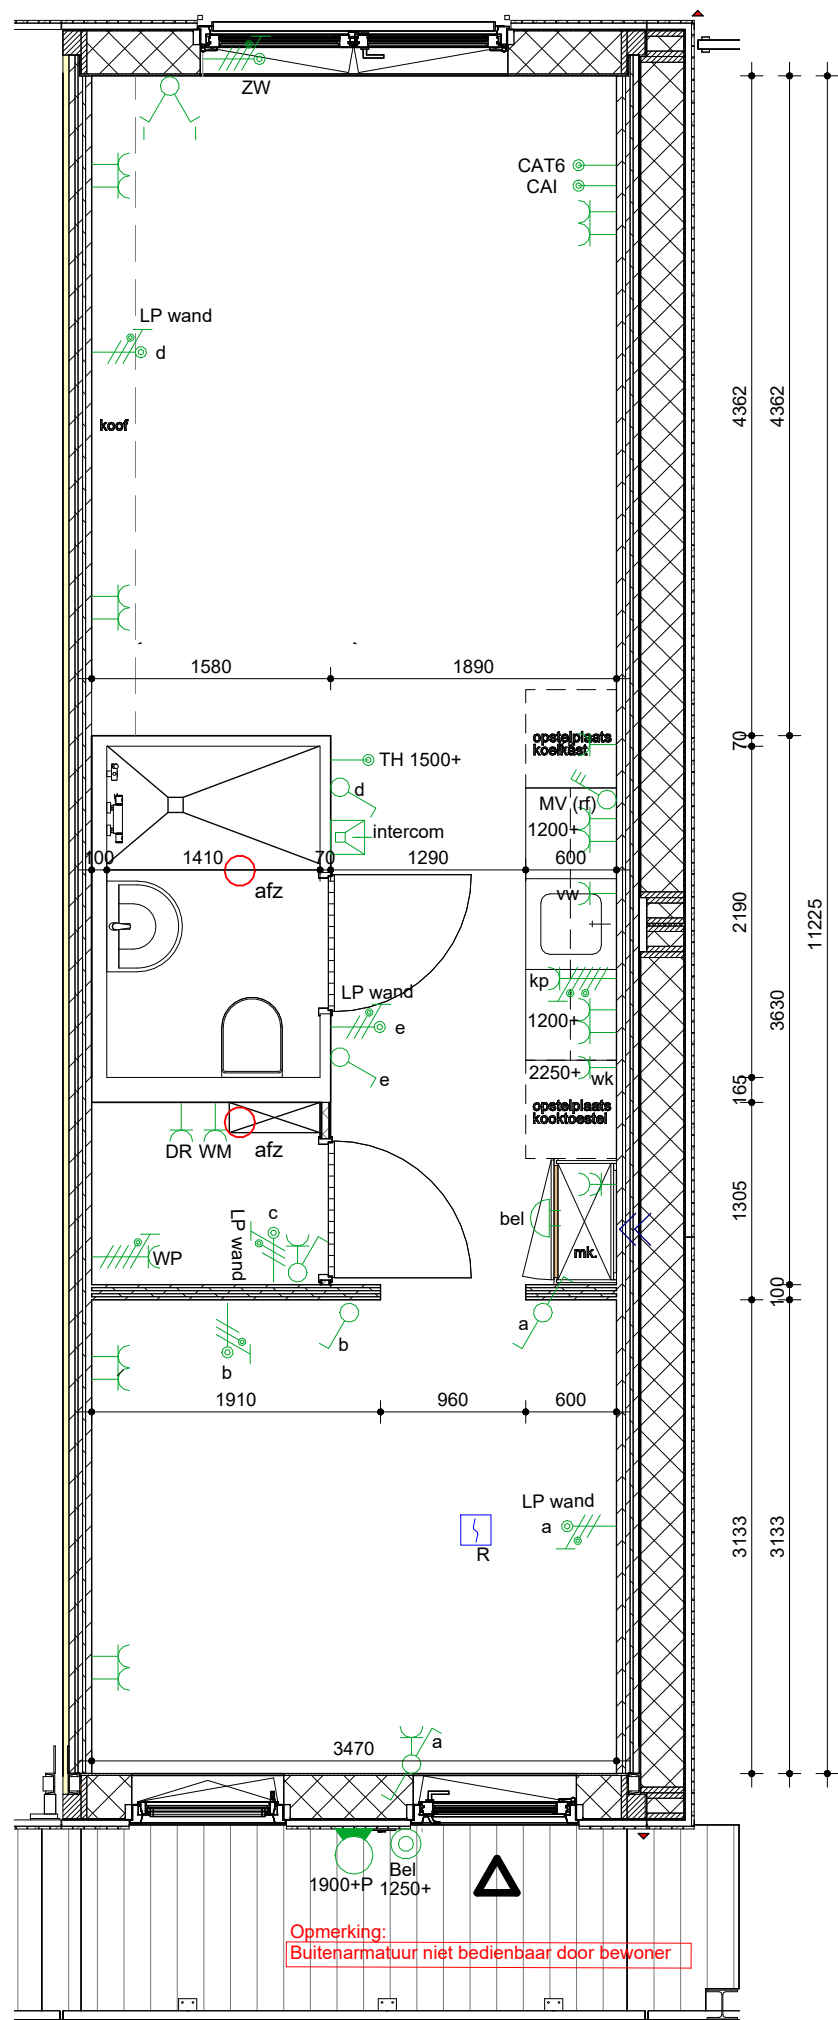 ZW
CAT6
CAI
LP wand
d
koof
4362
4362
1580
1890
opstelplaats
koelkast
70
TH 1500+
d
MV (rf)
1200+
intercom
100
1410
70
1290
600
afz
vw
2190
11225
LP wand
kp
e
1200+
3630
e
2250+
wk
165
opstelplaats
kooktoestel
DR
WM
afz
LP wand
c
bel
1305
WP
mk.
100
a
b
b
1910
960
600
LP wand
a
R
3133
3133
3470
a
1900+P
Bel
1250+
Opmerking:
Buitenarmatuur niet bedienbaar door bewoner